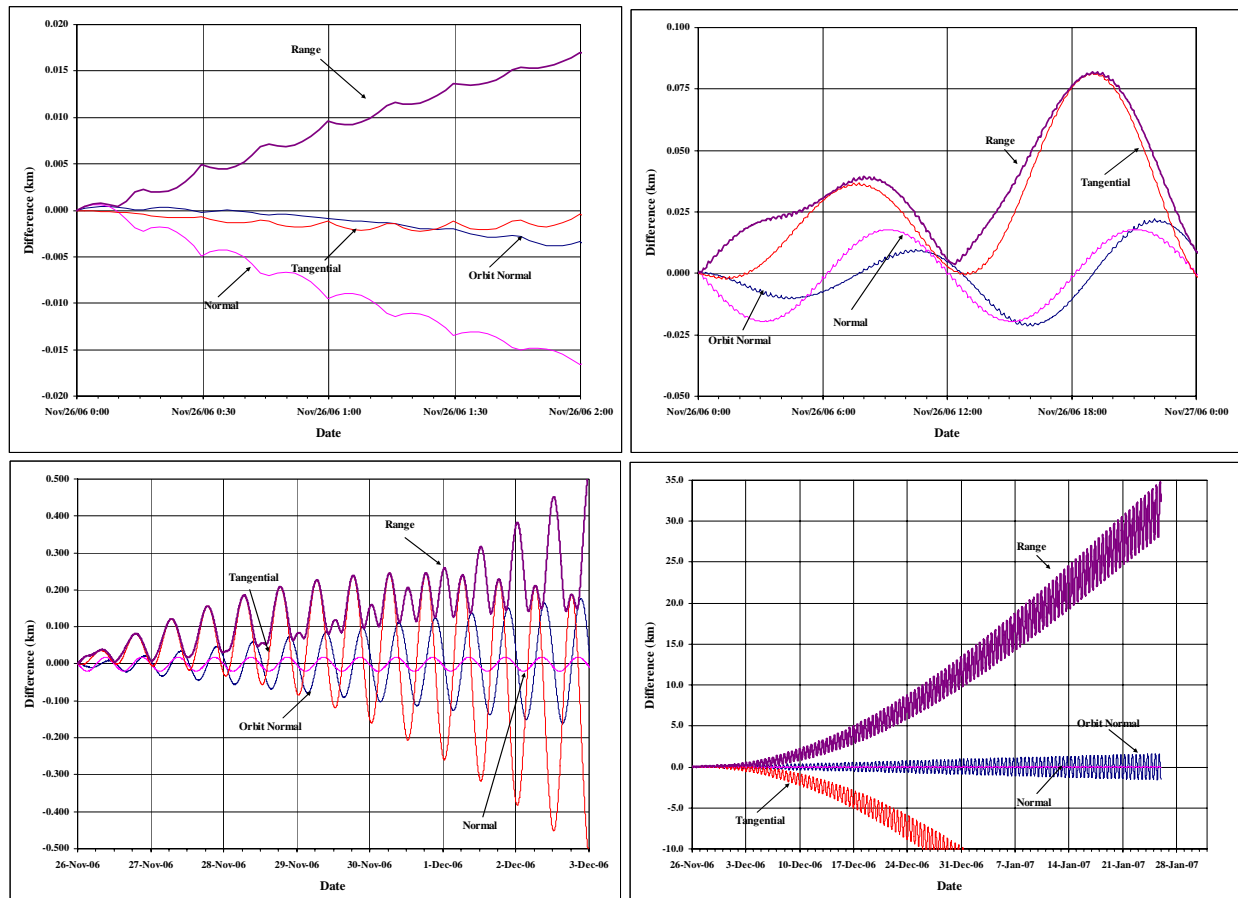 0.020
0.015
0.010
0.005
0.000
-0.005
-0.010
-0.015
-0.020
Difference (km)
Range
Tangential
Orbit Normal
Normal
Nov/26/06 0:00 Nov/26/06 0:30 Nov/26/06 1:00 Nov/26/06 1:30 Nov/26/06 2:00
Date
0.100
0.075
0.050
0.025
0.000
-0.025
-0.050
Difference (km)
Range
Tangential
Normal
Orbit Normal
Nov/26/06 0:00 Nov/26/06 6:00 Nov/26/06 12:00 Nov/26/06 18:00 Nov/27/06 0:00
Date
0.500
0.400
0.300
0.200
0.100
0.000
-0.100
-0.200
-0.300
-0.400
-0.500
Difference (km)
Range
Tangential
Orbit Normal
Normal
26-Nov-06 27-Nov-06 28-Nov-06 29-Nov-06 30-Nov-06 1-Dec-06 2-Dec-06 3-Dec-06
Date
35.0
30.0
25.0
20.0
15.0
10.0
5.0
0.0
-5.0
-10.0
Difference (km)
Range
Orbit Normal
Normal
Tangential
26-Nov-06 3-Dec-06 10-Dec-06 17-Dec-06 24-Dec-06 31-Dec-06 7-Jan-07 14-Jan-07 21-Jan-07 28-Jan-07
Date